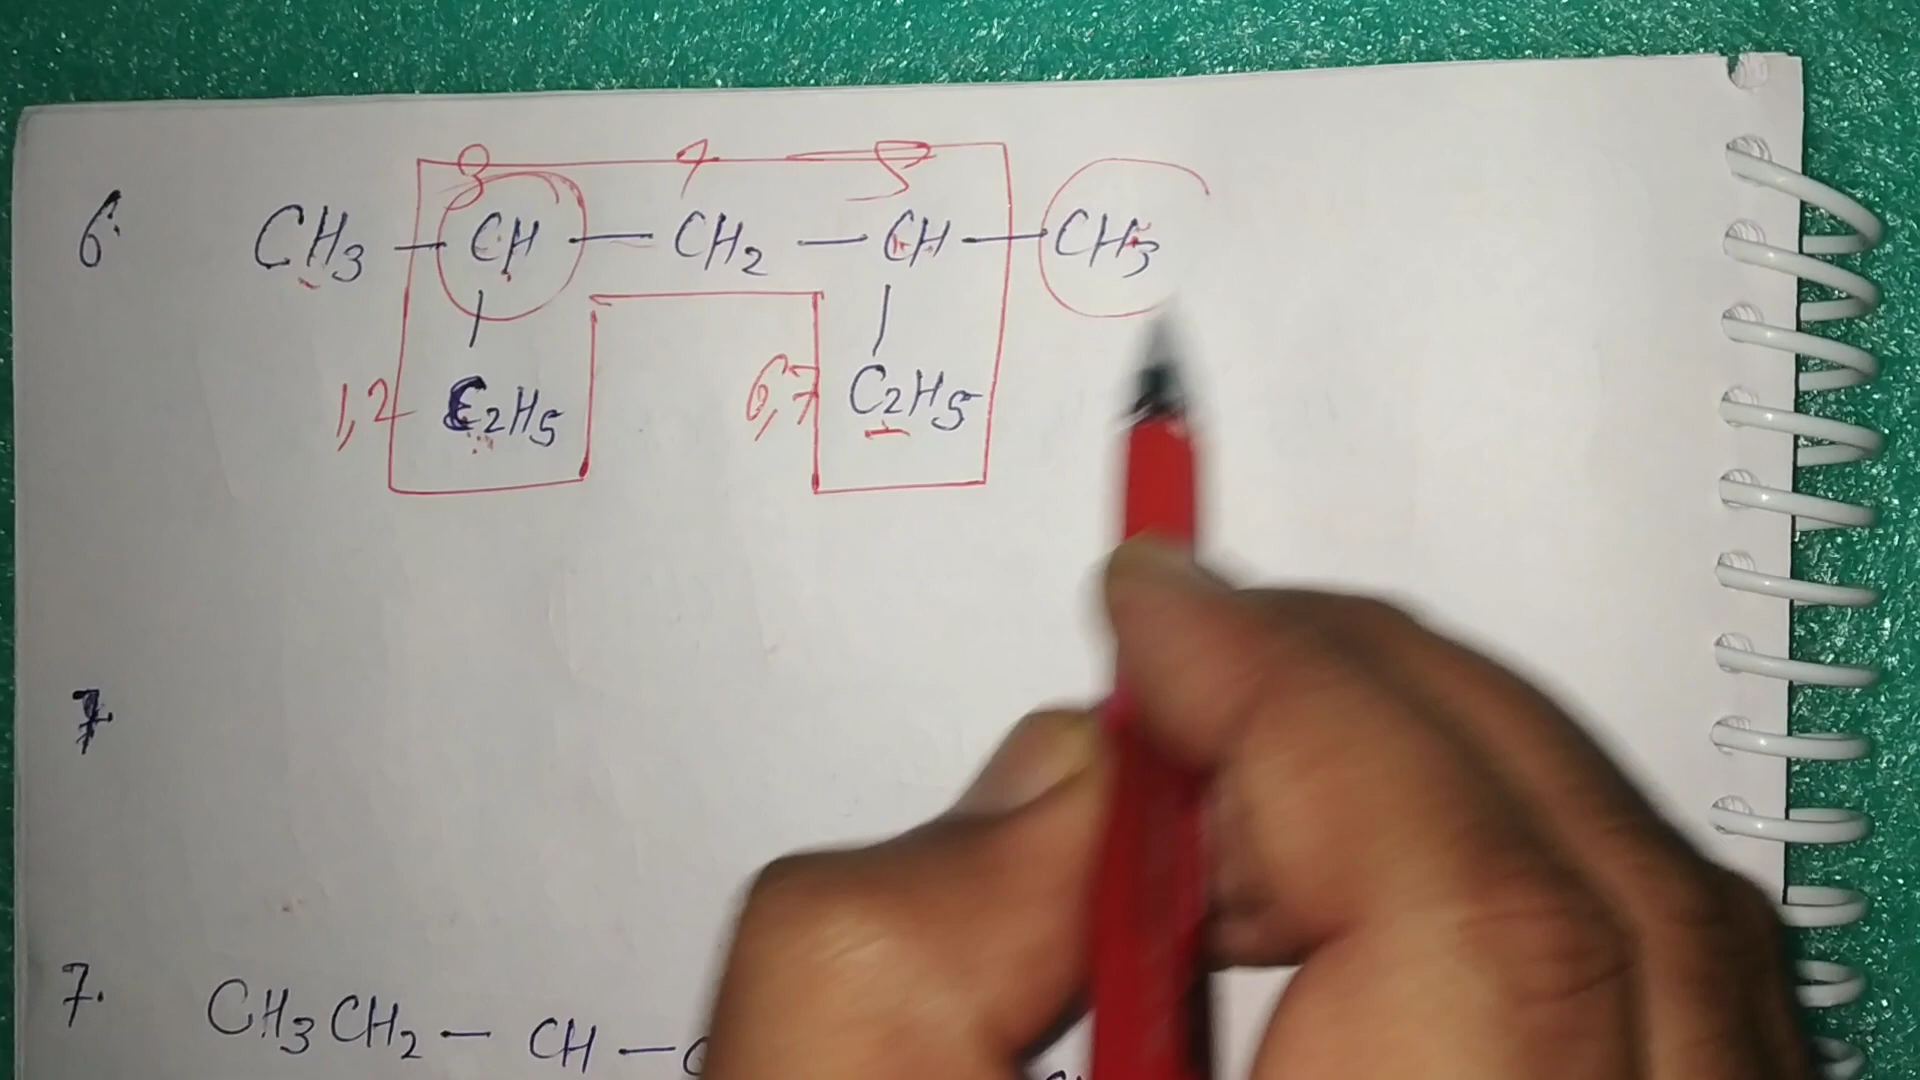 3 4 5
6. CH3 — CH — CH2 — CH — CH3
1,2 C2H5 6,7 C2H5
7.
7. CH3CH2 — CH —